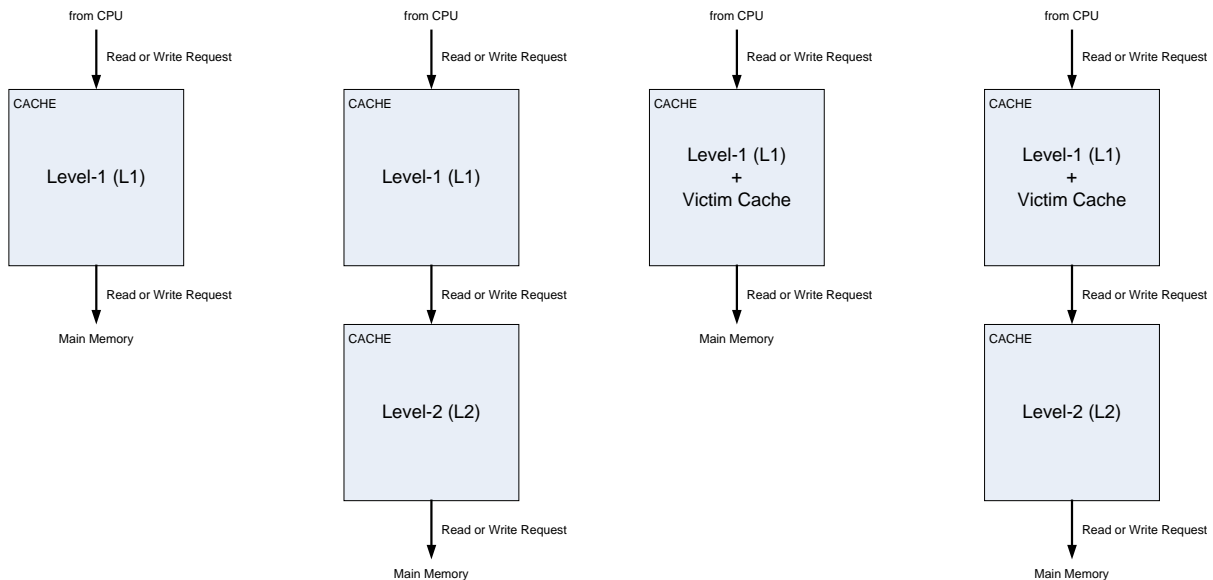 from CPU
Read or Write Request
CACHE
Level-1 (L1)
Read or Write Request
Main Memory
from CPU
Read or Write Request
CACHE
Level-1 (L1)
Read or Write Request
CACHE
Level-2 (L2)
Read or Write Request
Main Memory
from CPU
Read or Write Request
CACHE
Level-1 (L1)
+
Victim Cache
Read or Write Request
Main Memory
from CPU
Read or Write Request
CACHE
Level-1 (L1)
+
Victim Cache
Read or Write Request
CACHE
Level-2 (L2)
Read or Write Request
Main Memory